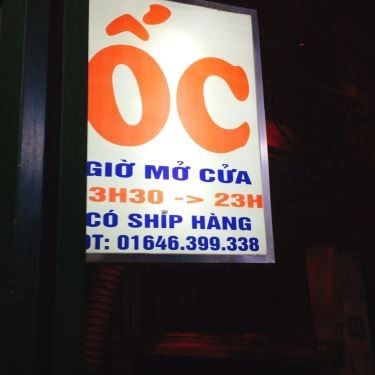 ỐC
GIỜ MỞ CỬA
3H30 -> 23H
CÓ SHIP HÀNG
ĐT: 01646.399.338